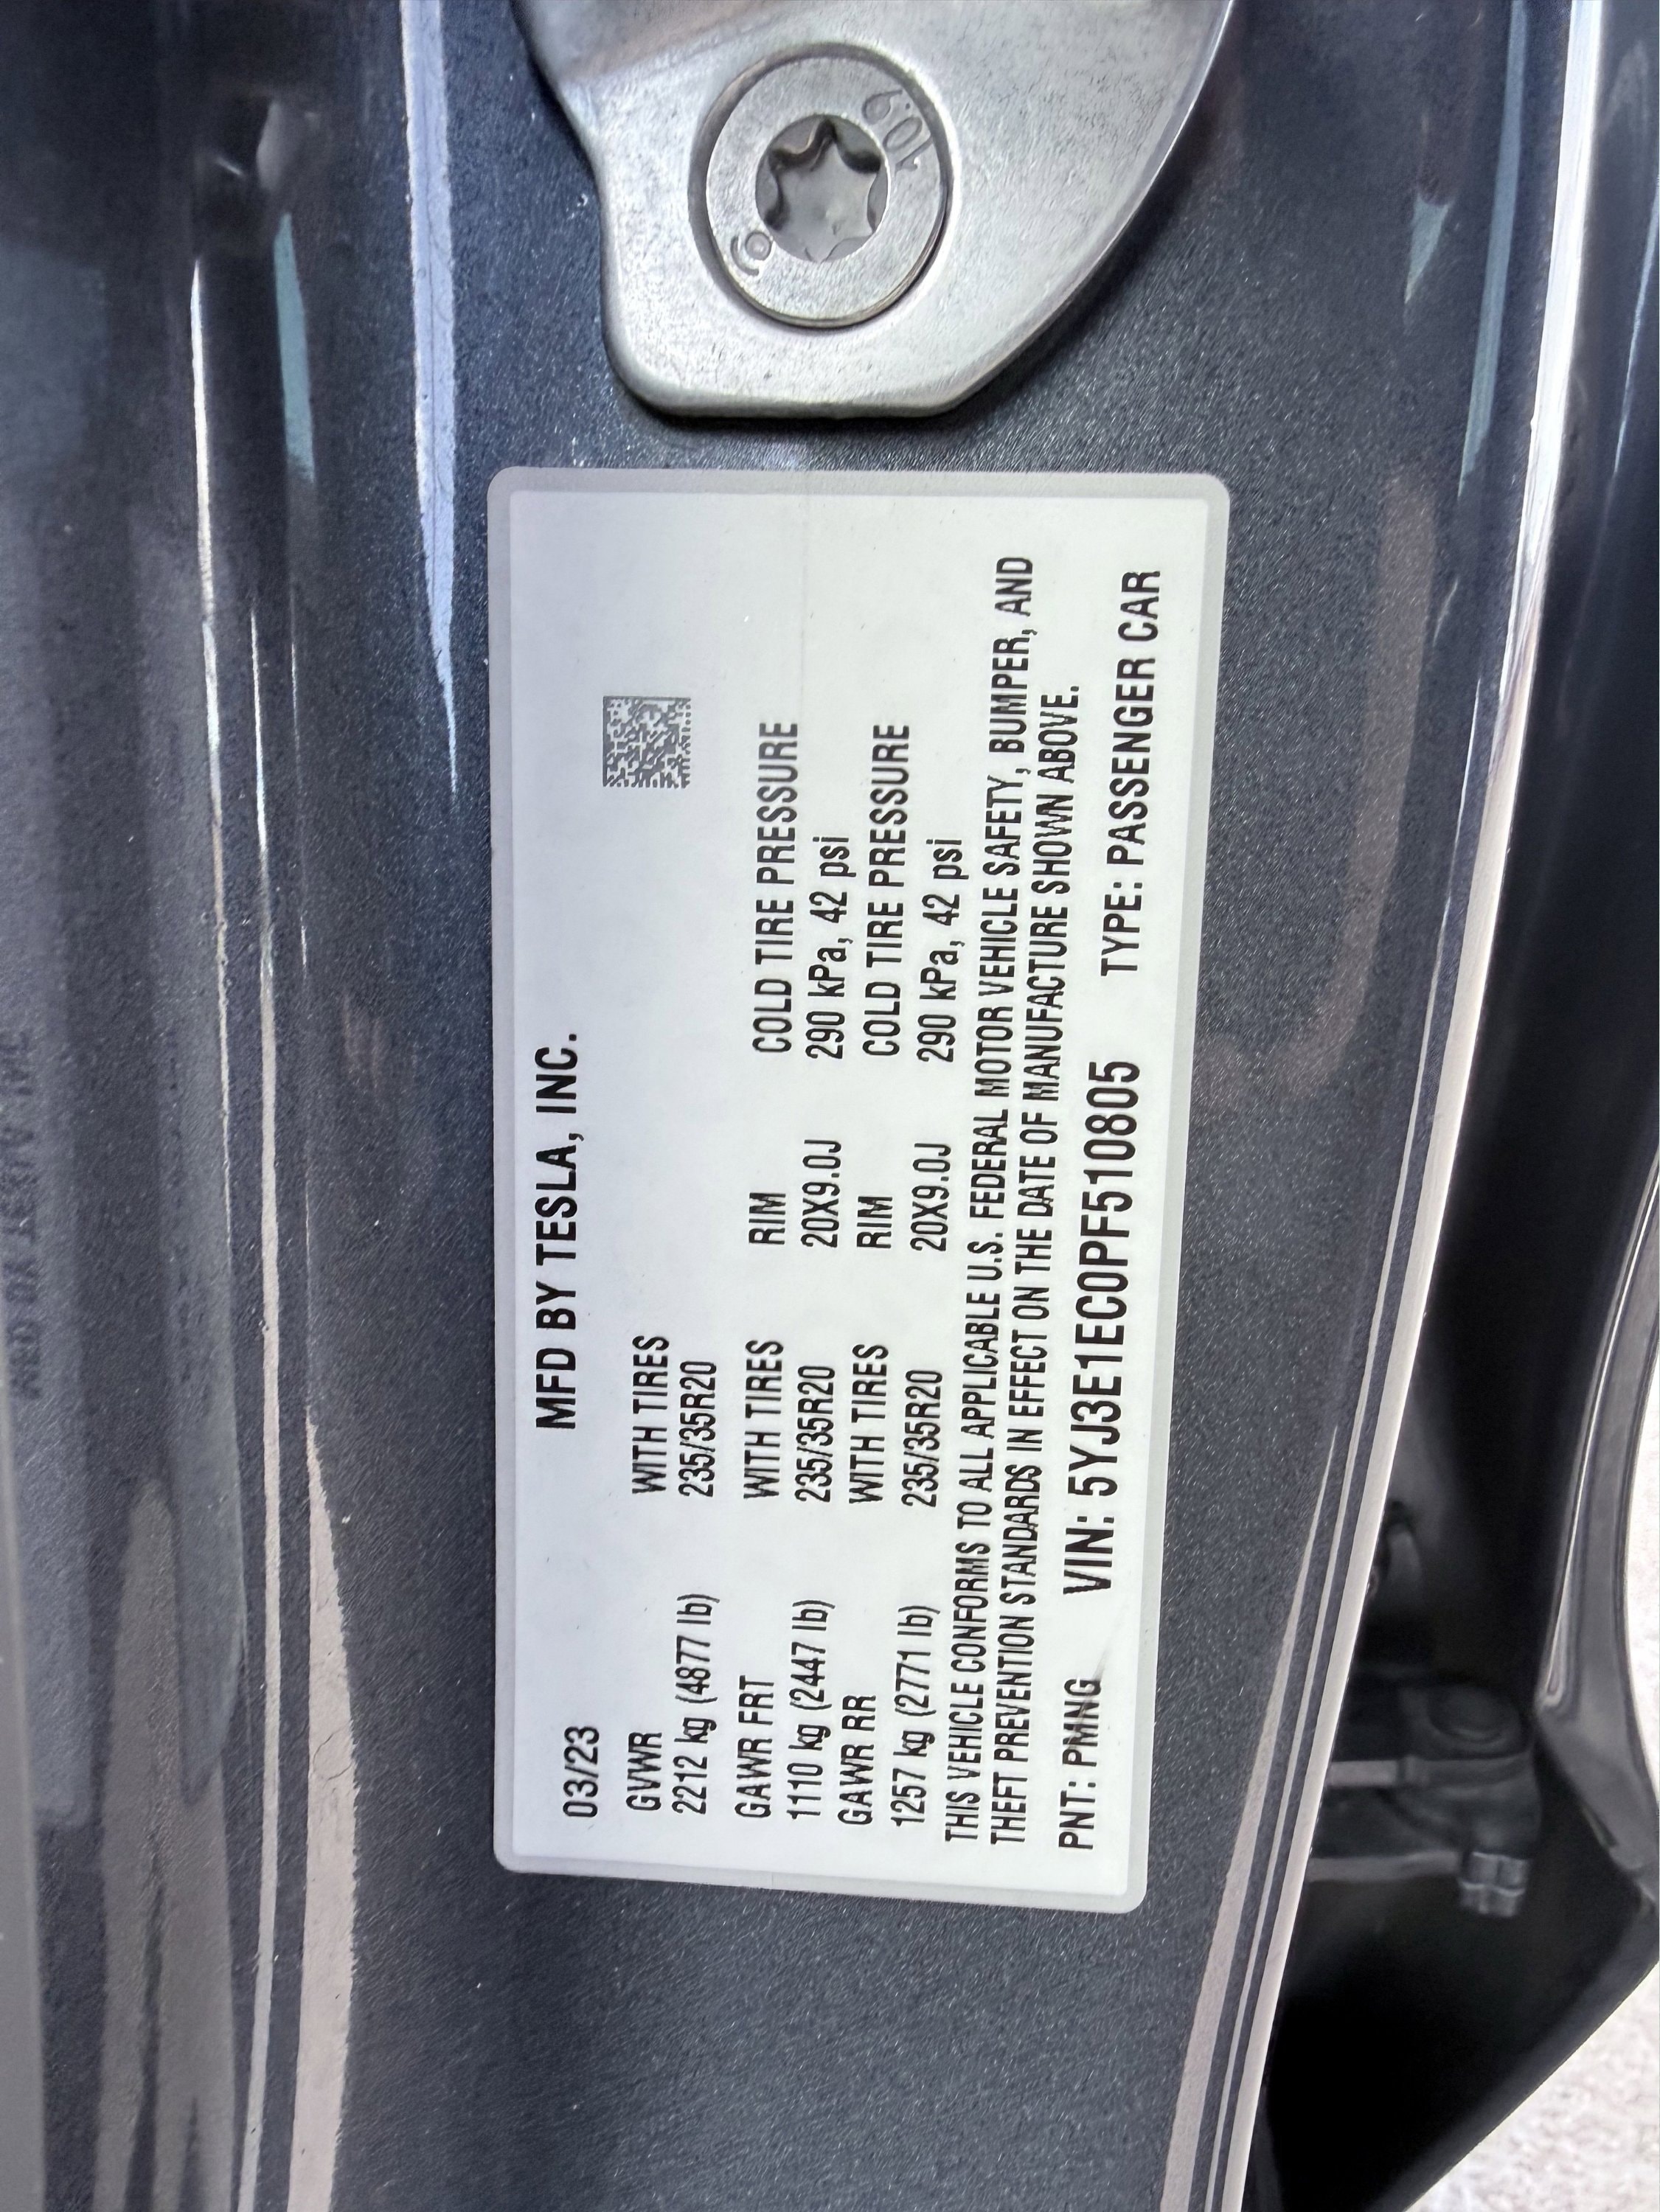 10.9
9
MFD BY TESLA, INC.
03/23
GVWR WITH TIRES
2212 kg (4877 lb) 235/35R20
GAWR FRT WITH TIRES RIM COLD TIRE PRESSURE
1110 kg (2447 lb) 235/35R20 20X9.0J 290 kPa, 42 psi
GAWR RR WITH TIRES RIM COLD TIRE PRESSURE
1257 kg (2771 lb) 235/35R20 20X9.0J 290 kPa, 42 psi
THIS VEHICLE CONFORMS TO ALL APPLICABLE U.S. FEDERAL MOTOR VEHICLE SAFETY, BUMPER, AND
THEFT PREVENTION STANDARDS IN EFFECT ON THE DATE OF MANUFACTURE SHOWN ABOVE.
PNT: PMNG VIN: 5YJ3E1EC0PF510805 TYPE: PASSENGER CAR